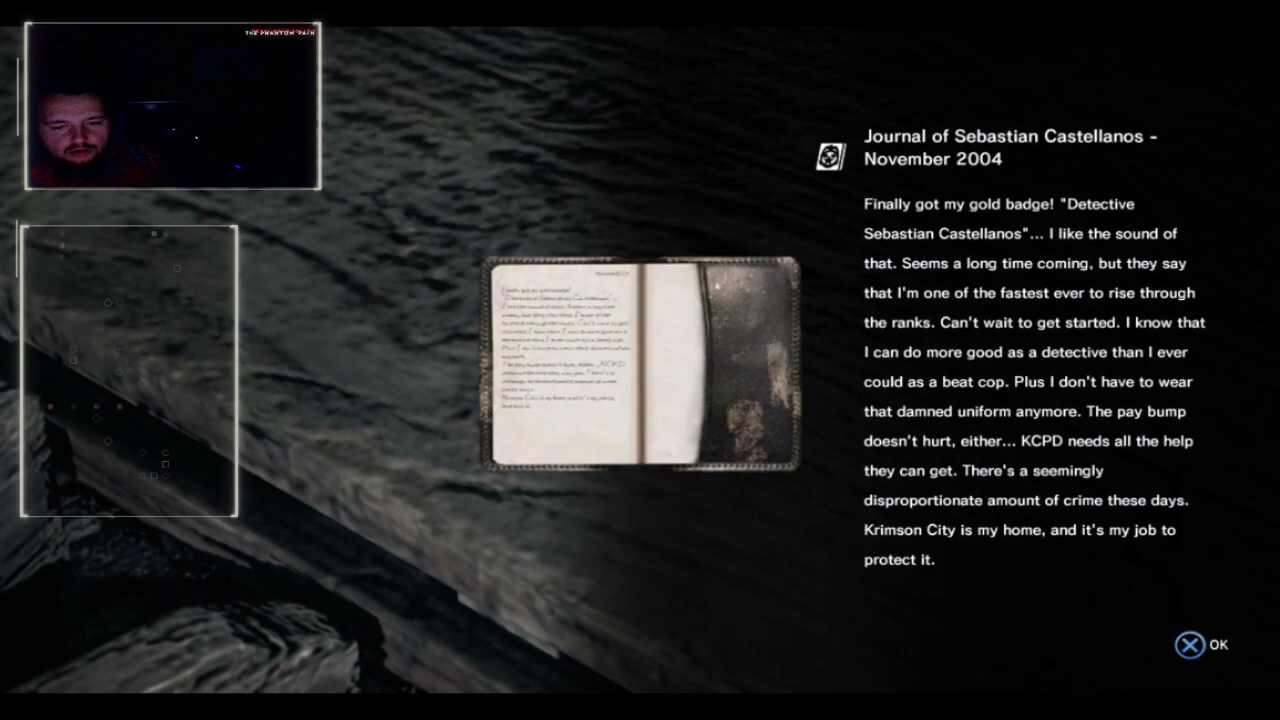 THE PHANTOM PAIN
Journal of Sebastian Castellanos -
November 2004
Finally got my gold badge! "Detective
Sebastian Castellanos"... I like the sound of
that. Seems a long time coming, but they say
that I'm one of the fastest ever to rise through
the ranks. Can't wait to get started. I know that
I can do more good as a detective than I ever
could as a beat cop. Plus I don't have to wear
that damned uniform anymore. The pay bump
doesn't hurt, either... KCPD needs all the help
they can get. There's a seemingly
disproportionate amount of crime these days.
Krimson City is my home, and it's my job to
protect it.
OK